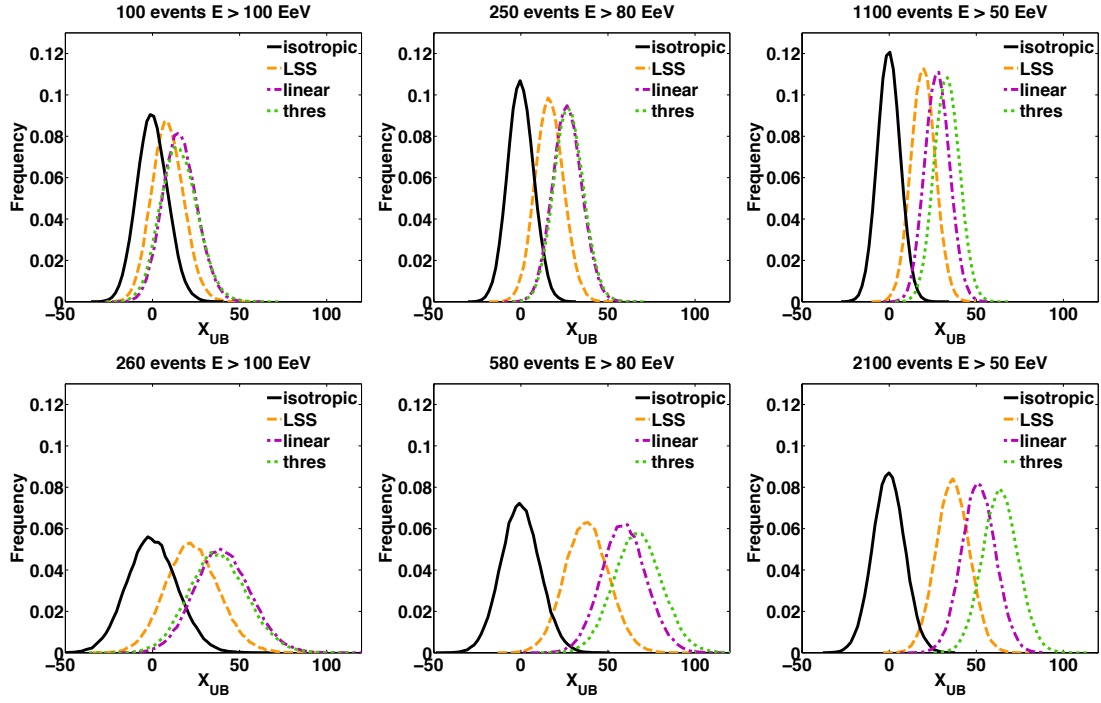 100 events E > 100 EeV
250 events E > 80 EeV
1100 events E > 50 EeV
0.12
0.1
0.08
0.06
0.04
0.02
0
Frequency
isotropic
LSS
linear
thres
−50
0
50
100
X_UB
0.12
0.1
0.08
0.06
0.04
0.02
0
Frequency
isotropic
LSS
linear
thres
−50
0
50
100
X_UB
0.12
0.1
0.08
0.06
0.04
0.02
0
Frequency
isotropic
LSS
linear
thres
−50
0
50
100
X_UB
260 events E > 100 EeV
580 events E > 80 EeV
2100 events E > 50 EeV
0.12
0.1
0.08
0.06
0.04
0.02
0
Frequency
isotropic
LSS
linear
thres
−50
0
50
100
X_UB
0.12
0.1
0.08
0.06
0.04
0.02
0
Frequency
isotropic
LSS
linear
thres
−50
0
50
100
X_UB
0.12
0.1
0.08
0.06
0.04
0.02
0
Frequency
isotropic
LSS
linear
thres
−50
0
50
100
X_UB